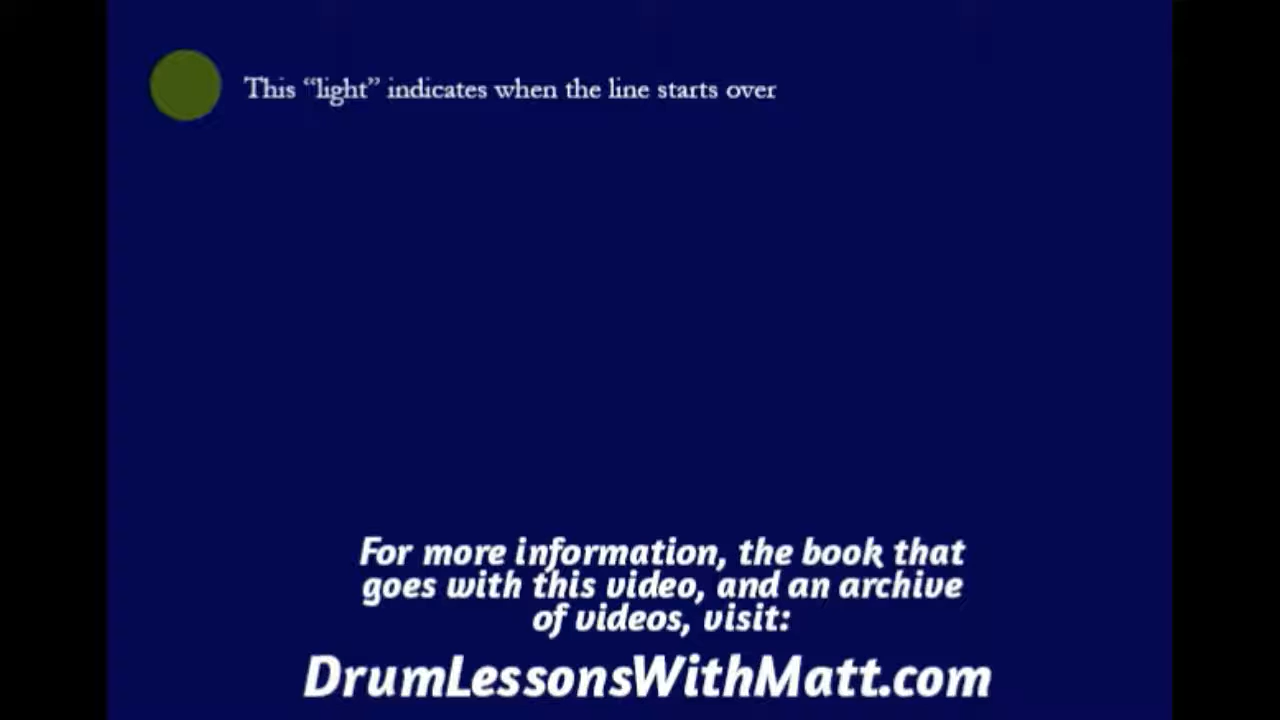 This “light” indicates when the line starts over
For more information, the book that
goes with this video, and an archive
of videos, visit:
DrumLessonsWithMatt.com